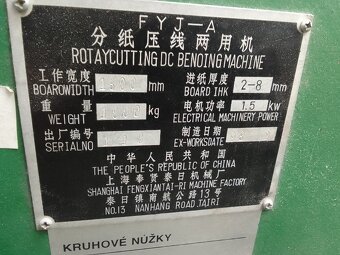 FYJ—A
分纸压线两用机
ROTAYCUTTING DC BENOING MACHINE
工作宽度 mm 进纸厚度 2-8 mm
BOAROWIDTH BOARD IHK
重量 kg 电机功率 1.5 kw
WEIGHT ELECTRICAL MACHINERY POWER
出厂编号 制造日期
SERIALNO EX-WORKSDATE
中华人民共和国
THE PEOPLE'S REPUBLIC OF CHINA
上海奉贤泰日机械厂
SHANGHAI FENGXIANTAI-RI MACHINE FACTORY
泰日镇南航公路13号
NO.13 NANHANG ROAD.TAIRI
KRUHOVÉ NŮŽKY